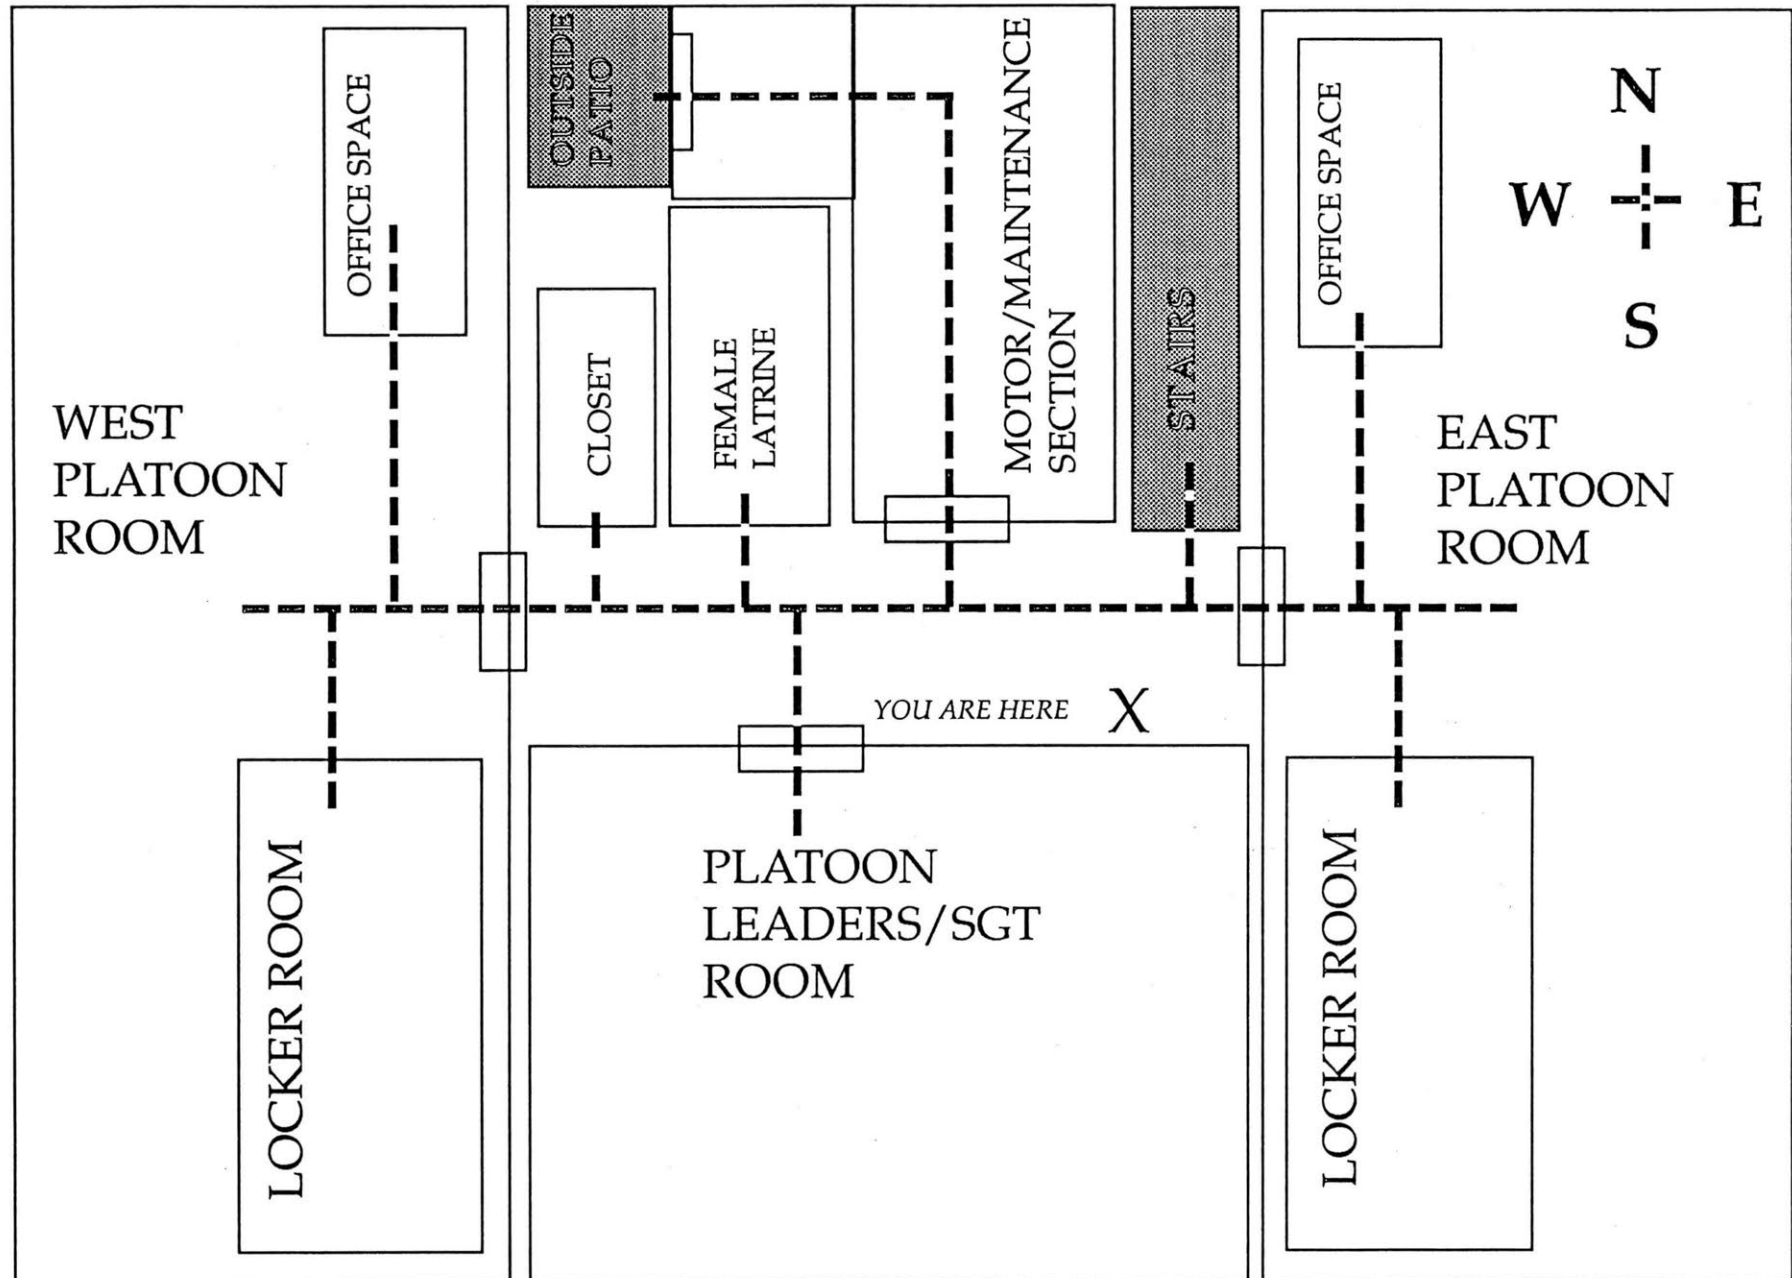 OUTSIDE
PATIO
OFFICE SPACE
MOTOR/MAINTENANCE
SECTION
OFFICE SPACE
N
W
E
S
STAIRS
CLOSET
FEMALE
LATRINE
WEST
PLATOON
ROOM
EAST
PLATOON
ROOM
YOU ARE HERE X
PLATOON
LEADERS/SGT
ROOM
LOCKER ROOM
LOCKER ROOM